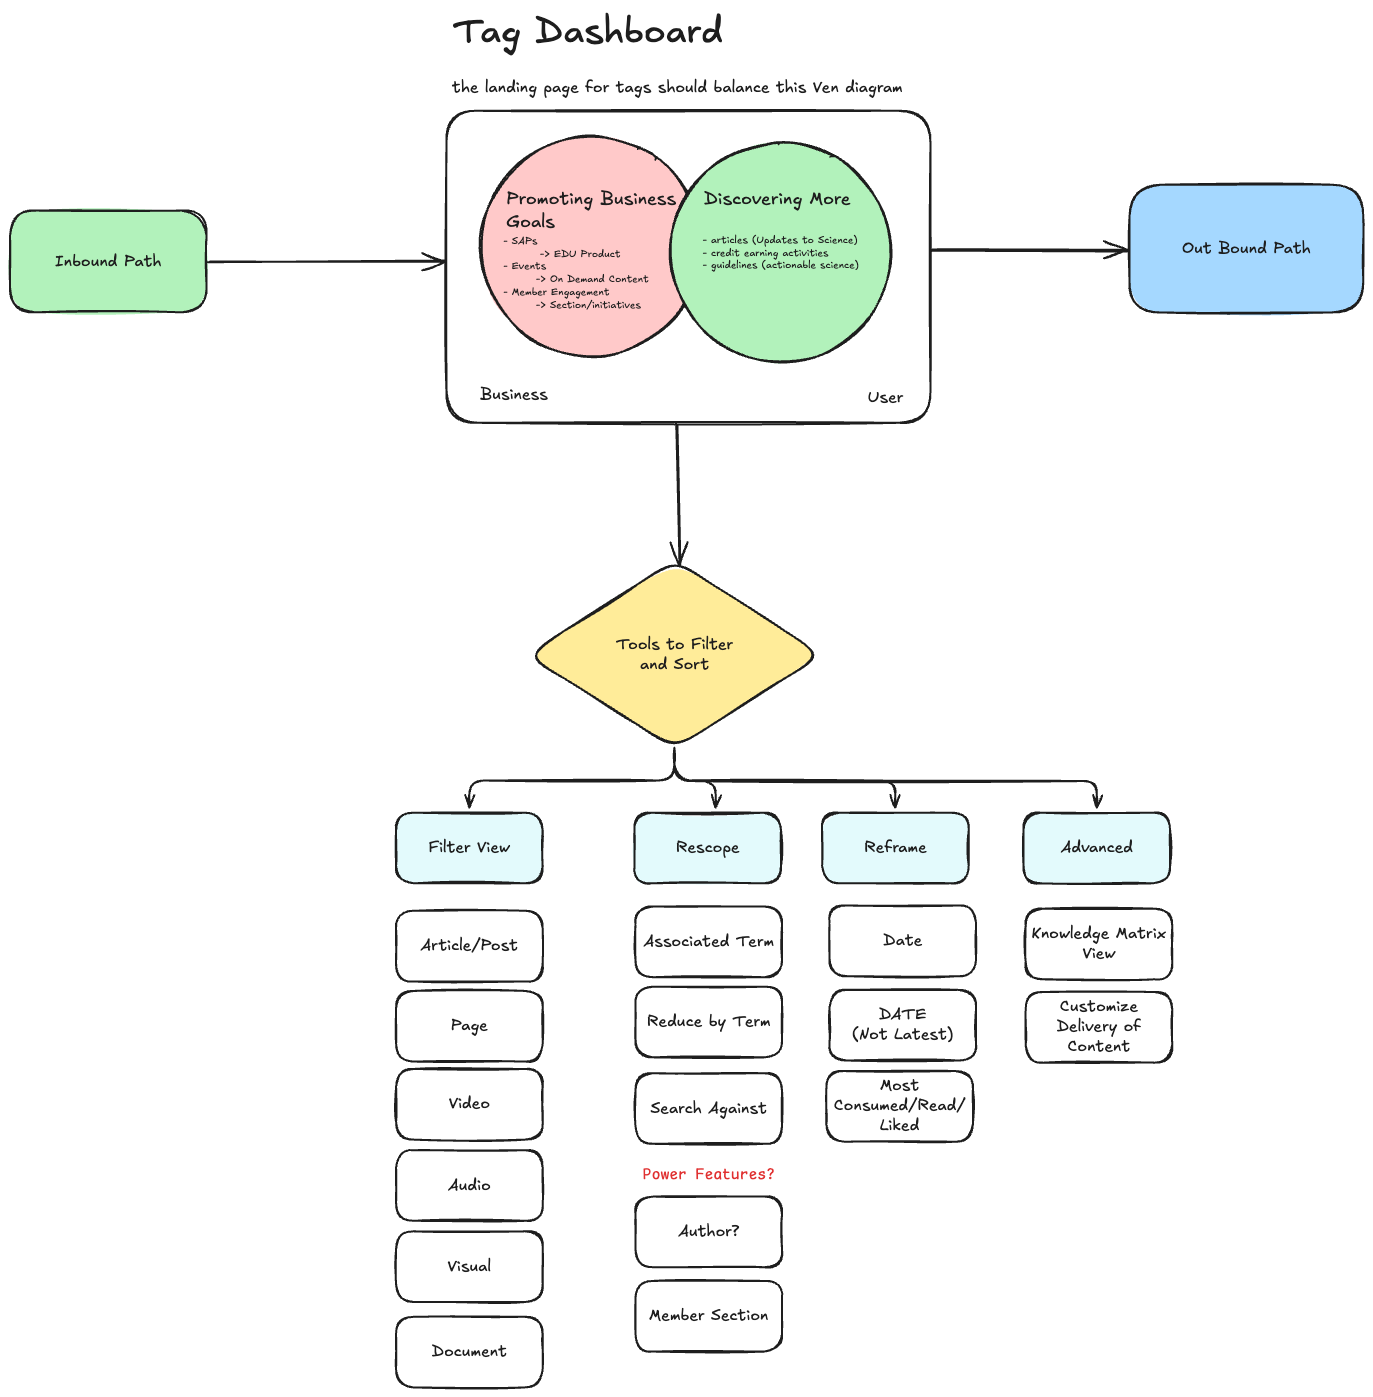 Tag Dashboard
the landing page for tags should balance this Ven diagram
Promoting Business
Goals
- SAPs
-> EDU Product
- Events
-> On Demand Content
- Member Engagement
-> Section/initiatives
Discovering More
- articles (Updates to Science)
- credit earning activities
- guidelines (actionable science)
Business
User
Inbound Path
Out Bound Path
Tools to Filter
and Sort
Filter View
Article/Post
Page
Video
Audio
Visual
Document
Rescope
Associated Term
Reduce by Term
Search Against
Power Features?
Author?
Member Section
Reframe
Date
DATE
(Not Latest)
Most
Consumed/Read/
Liked
Advanced
Knowledge Matrix
View
Customize
Delivery of
Content